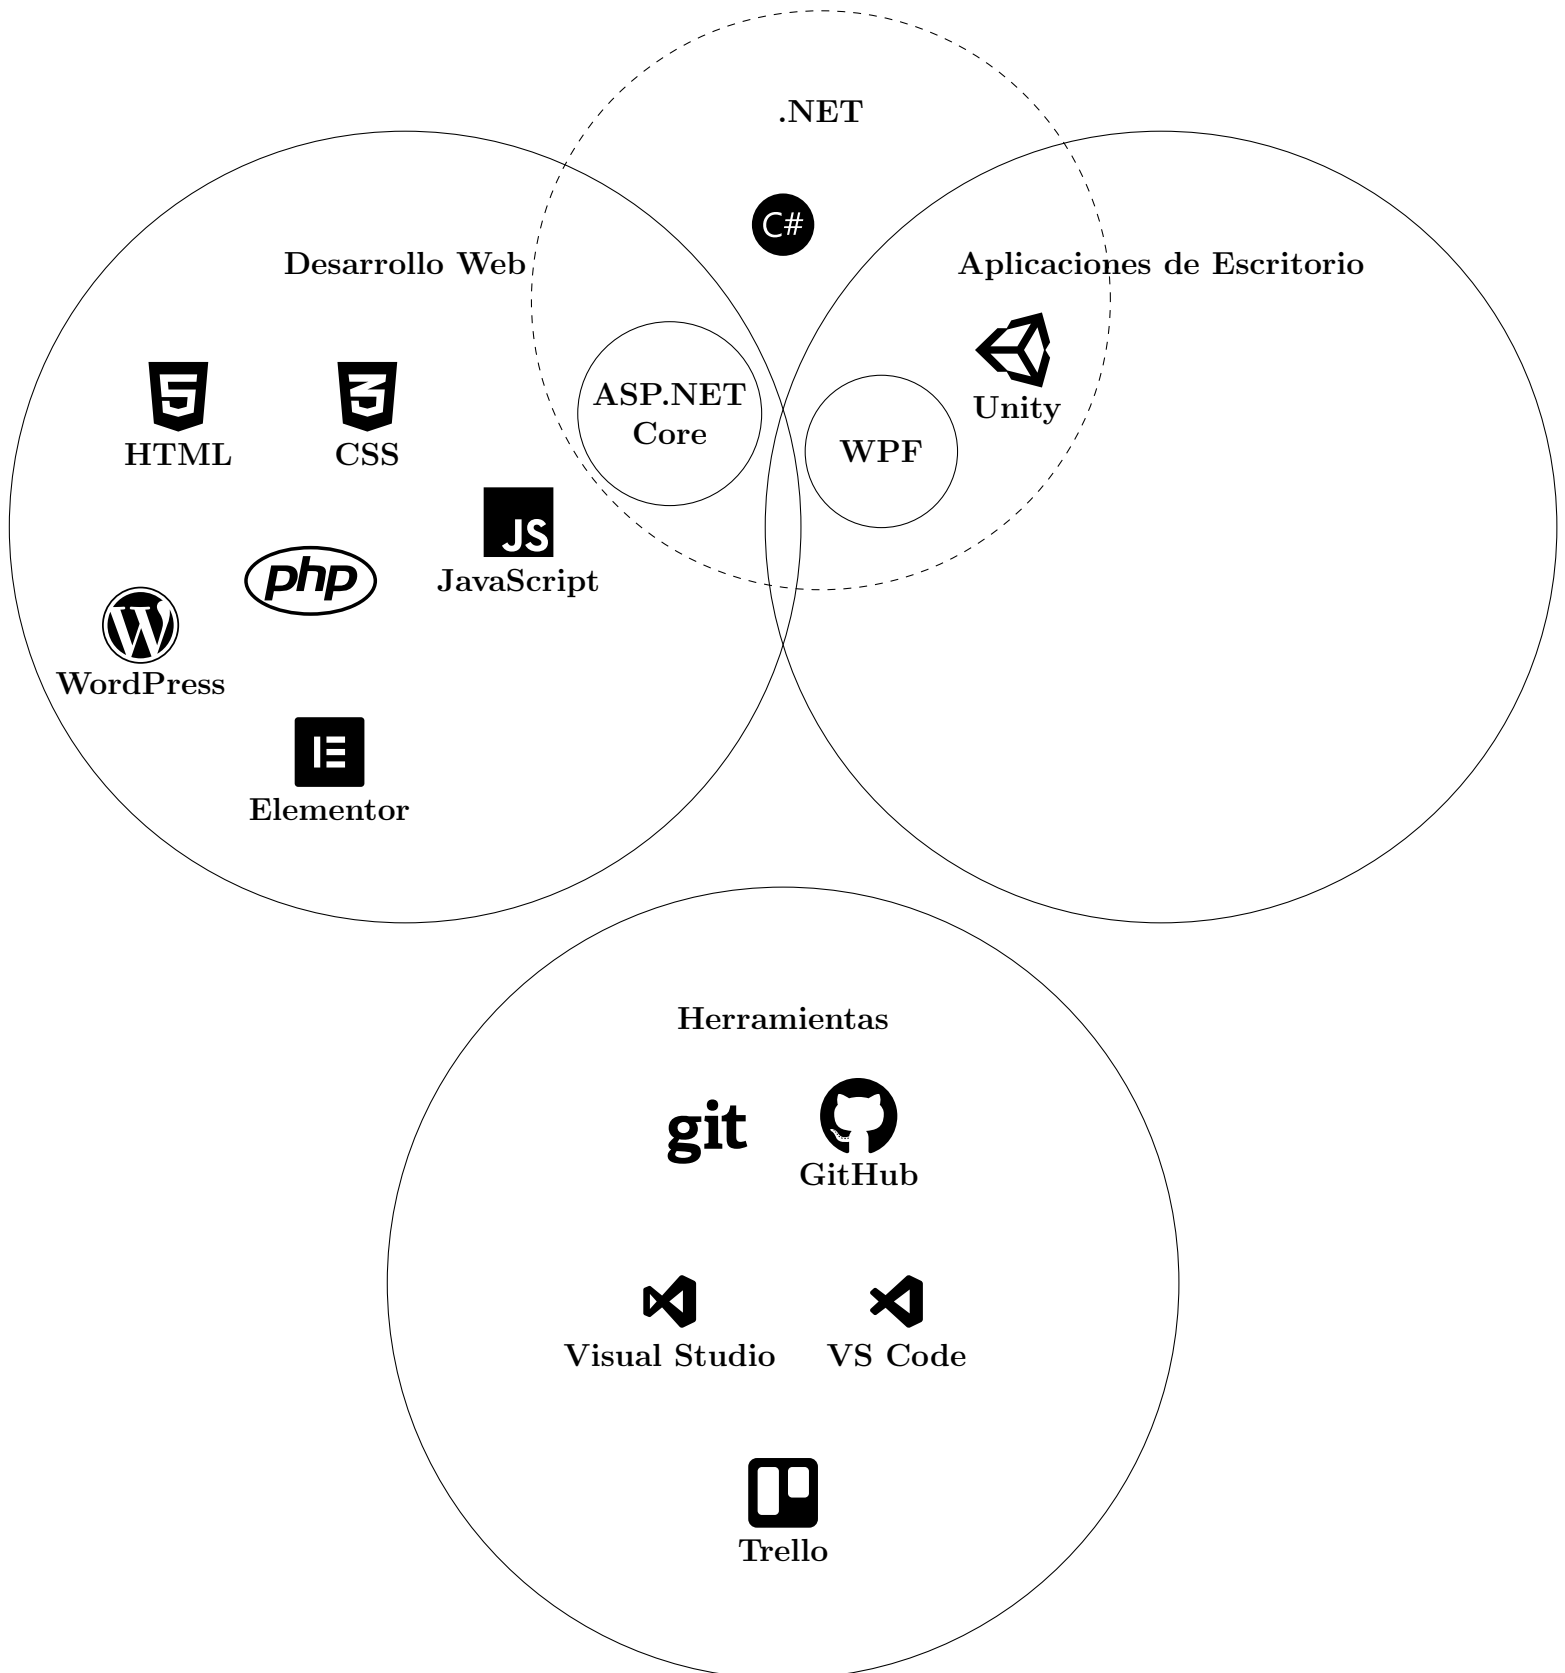 .NET
C#
Desarrollo Web
Aplicaciones de Escritorio
ASP.NET
Core
WPF
Unity
HTML
CSS
JS
JavaScript
php
W
WordPress
Elementor
Herramientas
git
GitHub
Visual Studio
VS Code
Trello